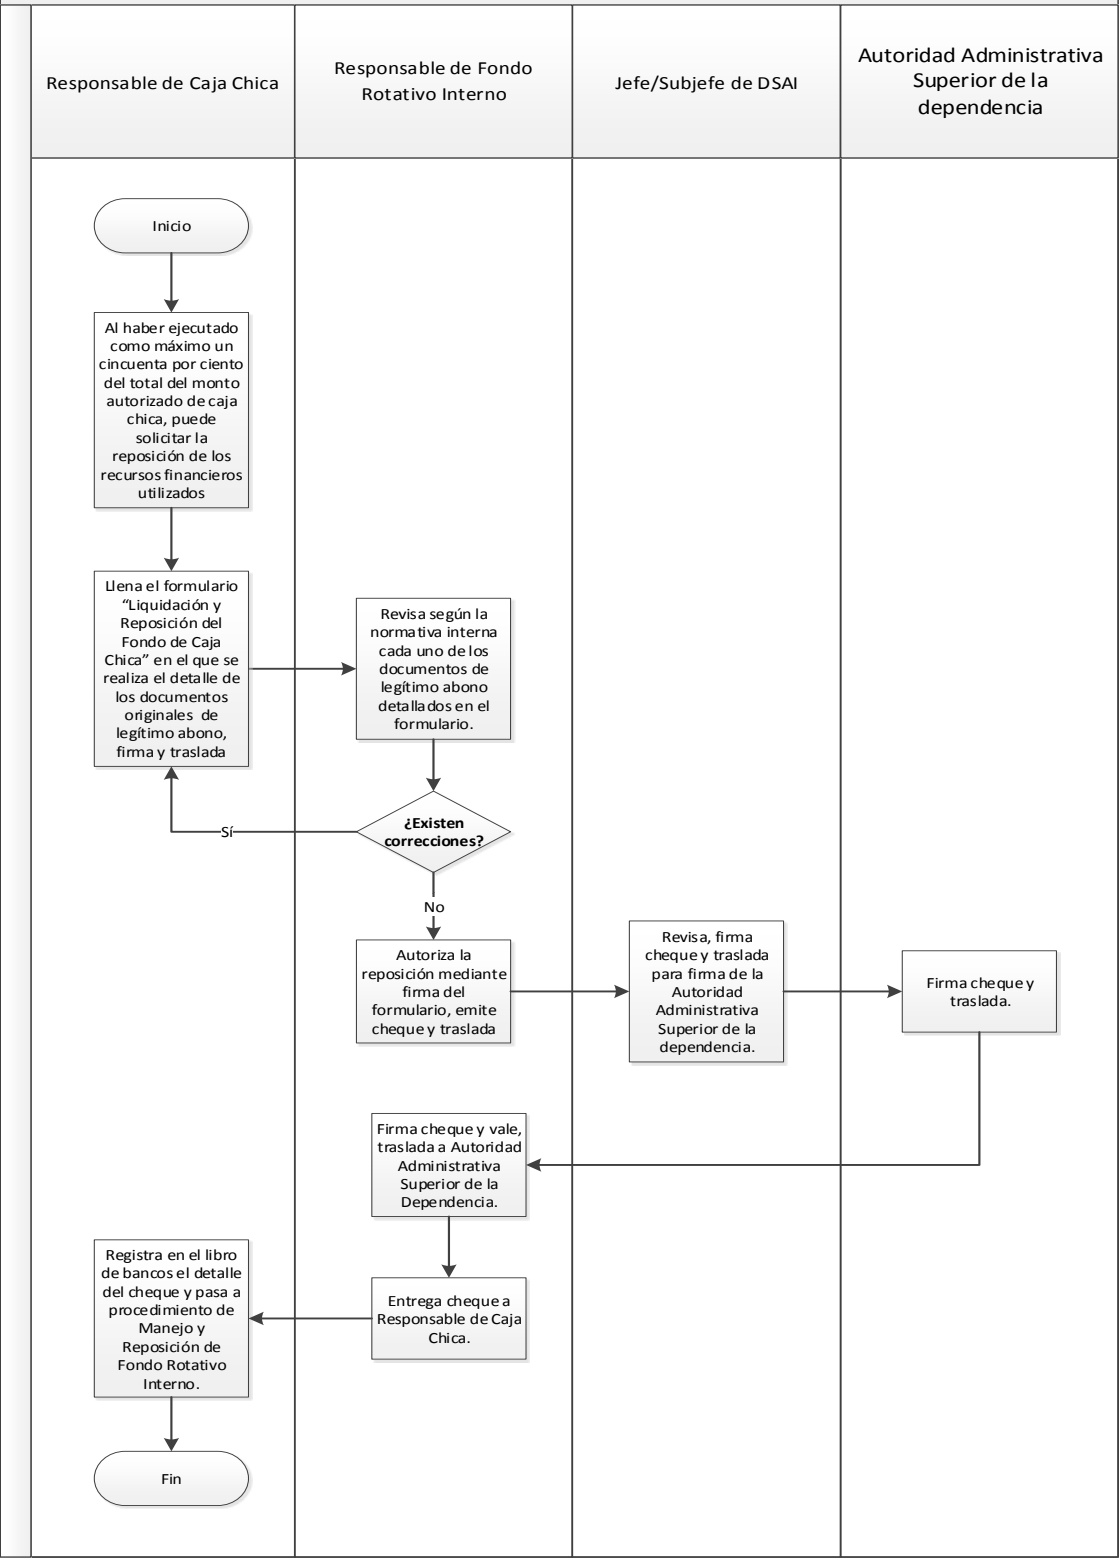 Responsable de Caja Chica
Responsable de Fondo
Rotativo Interno
Jefe/Subjefe de DSAI
Autoridad Administrativa
Superior de la
dependencia
Inicio
Al haber ejecutado
como máximo un
cincuenta por ciento
del total del monto
autorizado de caja
chica, puede
solicitar la
reposición de los
recursos financieros
utilizados
Llena el formulario
“Liquidación y
Reposición del
Fondo de Caja
Chica” en el que se
realiza el detalle de
los documentos
originales de
legítimo abono,
firma y traslada
Revisa según la
normativa interna
cada uno de los
documentos de
legítimo abono
detallados en el
formulario.
¿Existen
correcciones?
Sí
No
Autoriza la
reposición mediante
firma del
formulario, emite
cheque y traslada
Revisa, firma
cheque y traslada
para firma de la
Autoridad
Administrativa
Superior de la
dependencia.
Firma cheque y
traslada.
Firma cheque y vale,
traslada a Autoridad
Administrativa
Superior de la
Dependencia.
Entrega cheque a
Responsable de Caja
Chica.
Registra en el libro
de bancos el detalle
del cheque y pasa a
procedimiento de
Manejo y
Reposición de
Fondo Rotativo
Interno.
Fin